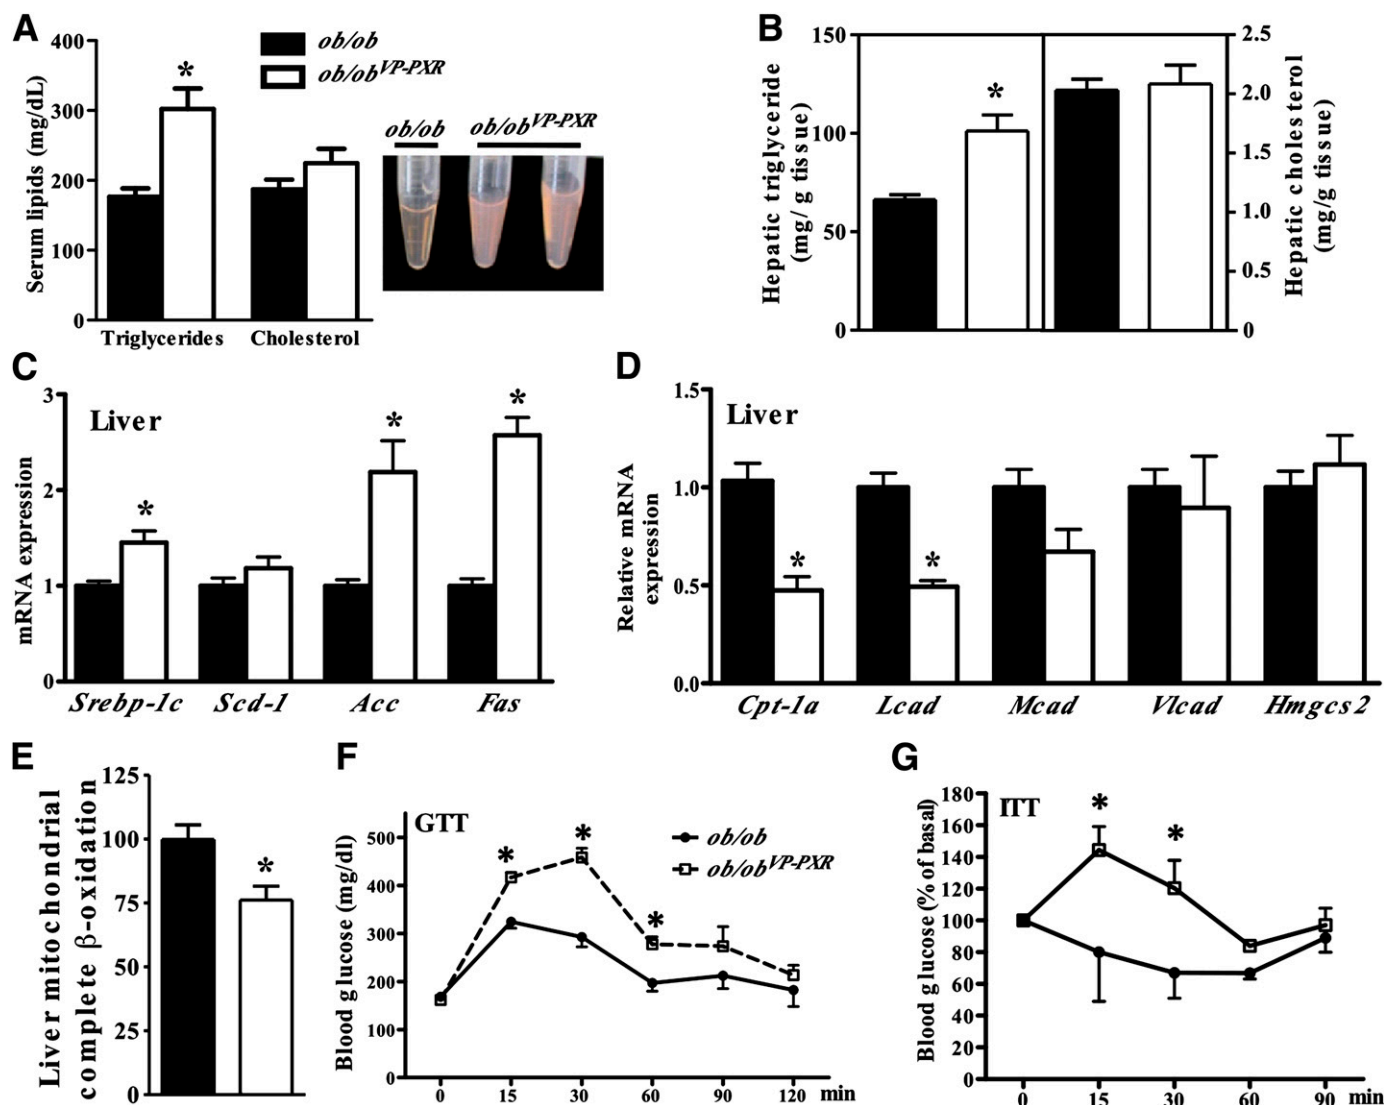 A
400
300
200
100
0
Serum lipids (mg/dL)
*
ob/ob
ob/ob^VP-PXR
Triglycerides Cholesterol
ob/ob ob/ob^VP-PXR
B
150
100
50
0
Hepatic triglyceride
(mg/ g tissue)
*
2.5
2.0
1.5
1.0
0.5
0
Hepatic cholesterol
(mg/g tissue)
C
3
2
1
0
mRNA expression
Liver
* * *
Srebp-1c Scd-1 Acc Fas
D
1.5
1.0
0.5
0.0
Relative mRNA
expression
Liver
* *
Cpt-1a Lcad Mcad Vlcad Hmgcs2
E
125
100
75
50
25
0
Liver mitochondrial
complete β-oxidation
*
F
GTT
500
400
300
200
100
0
Blood glucose (mg/dl)
* * *
ob/ob
ob/ob^VP-PXR
0 15 30 60 90 120 min
G
ITT
180
160
140
120
100
80
60
40
20
0
Blood glucose (% of basal)
* *
0 15 30 60 90 min